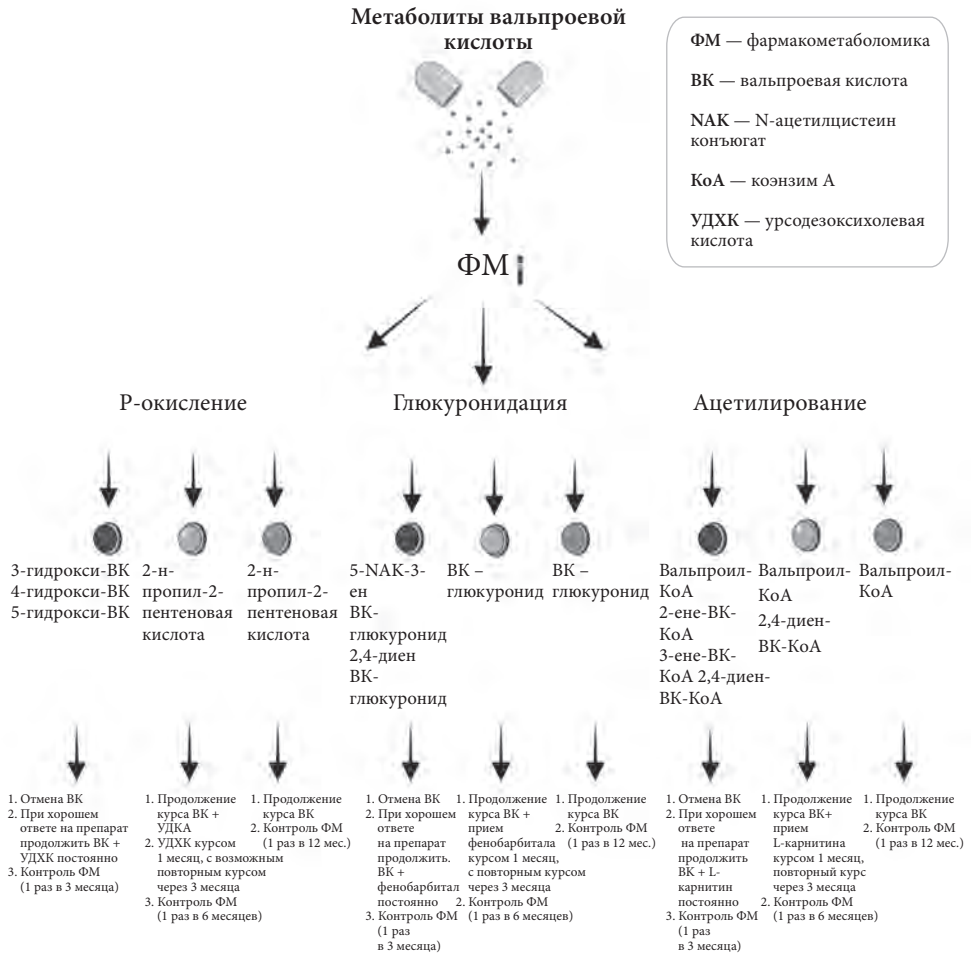 Метаболиты вальпроевой
кислоты
ФМ — фармакометаболомика
ВК — вальпроевая кислота
NAK — N-ацетилцистеин
конъюгат
КоА — коэнзим А
УДХК — урсодезоксихолевая
кислота
ФМ
Р-окисление
Глюкуронидация
Ацетилирование
3-гидрокси-ВК
4-гидрокси-ВК
5-гидрокси-ВК
2-н-
пропил-2-
пентеновая
кислота
2-н-
пропил-2-
пентеновая
кислота
5-NAK-3-
ен
ВК-
глюкуронид
2,4-диен
ВК-
глюкуронид
ВК –
глюкуронид
ВК –
глюкуронид
Вальпроил-
КоА
2-ене-ВК-
КоА
3-ене-ВК-
КоА 2,4-диен-
ВК-КоА
Вальпроил-
КоА
2,4-диен-
ВК-КоА
Вальпроил-
КоА
1. Отмена ВК
2. При хорошем
ответе на препарат
продолжить ВК +
УДХК постоянно
3. Контроль ФМ
(1 раз в 3 месяца)
1. Продолжение
курса ВК +
УДКА
2. УДХК курсом
1 месяц, с возможным
повторным курсом
через 3 месяца
3. Контроль ФМ
(1 раз в 6 месяцев)
1. Продолжение
курса ВК
2. Контроль ФМ
(1 раз в 12 мес.)
1. Отмена ВК
2. При хорошем
ответе
на препарат
продолжить.
ВК +
фенобарбитал
постоянно
3. Контроль ФМ
(1 раз
в 3 месяца)
1. Продолжение
курса ВК +
прием
фенобарбитала
курсом 1 месяц,
с повторным курсом
через 3 месяца
2. Контроль ФМ
(1 раз в 6 месяцев)
1. Продолжение
курса ВК
2. Контроль ФМ
(1 раз в 12 мес.)
1. Отмена ВК
2. При хорошем
ответе
на препарат
продолжить
ВК + L-
карнитин
постоянно
3. Контроль ФМ
(1 раз
в 3 месяца)
1. Продолжение
курса ВК+
прием
L-карнитина
курсом 1 месяц,
повторный курс
через 3 месяца
2. Контроль ФМ
(1 раз в 6 месяцев)
1. Продолжение
курса ВК
2. Контроль ФМ
(1 раз в 12 мес.)